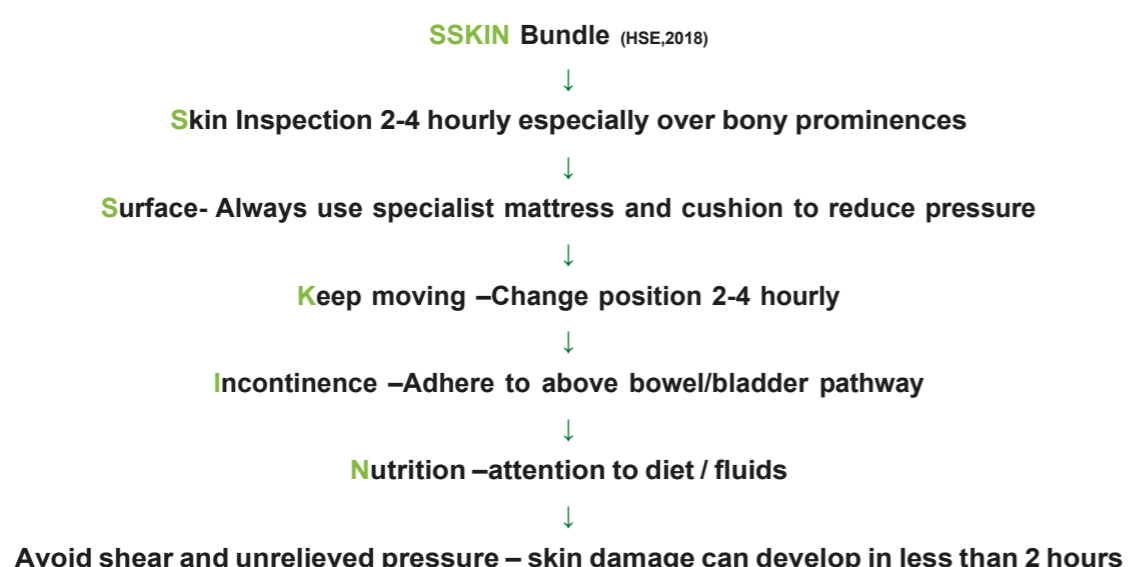 SSKIN Bundle (HSE,2018)
↓
Skin Inspection 2-4 hourly especially over bony prominences
↓
Surface- Always use specialist mattress and cushion to reduce pressure
↓
Keep moving –Change position 2-4 hourly
↓
Incontinence –Adhere to above bowel/bladder pathway
↓
Nutrition –attention to diet / fluids
↓
Avoid shear and unrelieved pressure – skin damage can develop in less than 2 hours